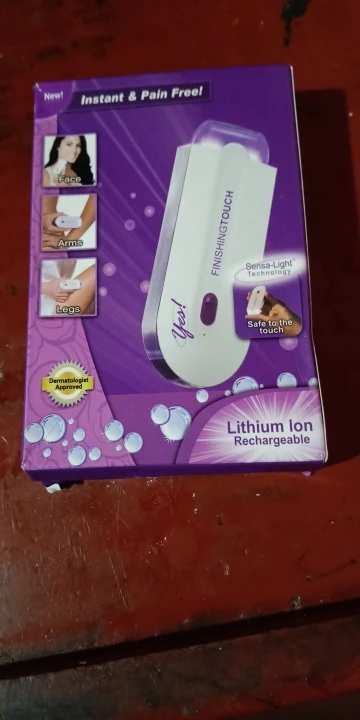 New!
Instant & Pain Free!
Face
Arms
Legs
FINISHINGTOUCH
Yes!
Sensa-Light™
Technology
Safe to the
touch
Dermatologist
Approved
Lithium Ion
Rechargeable